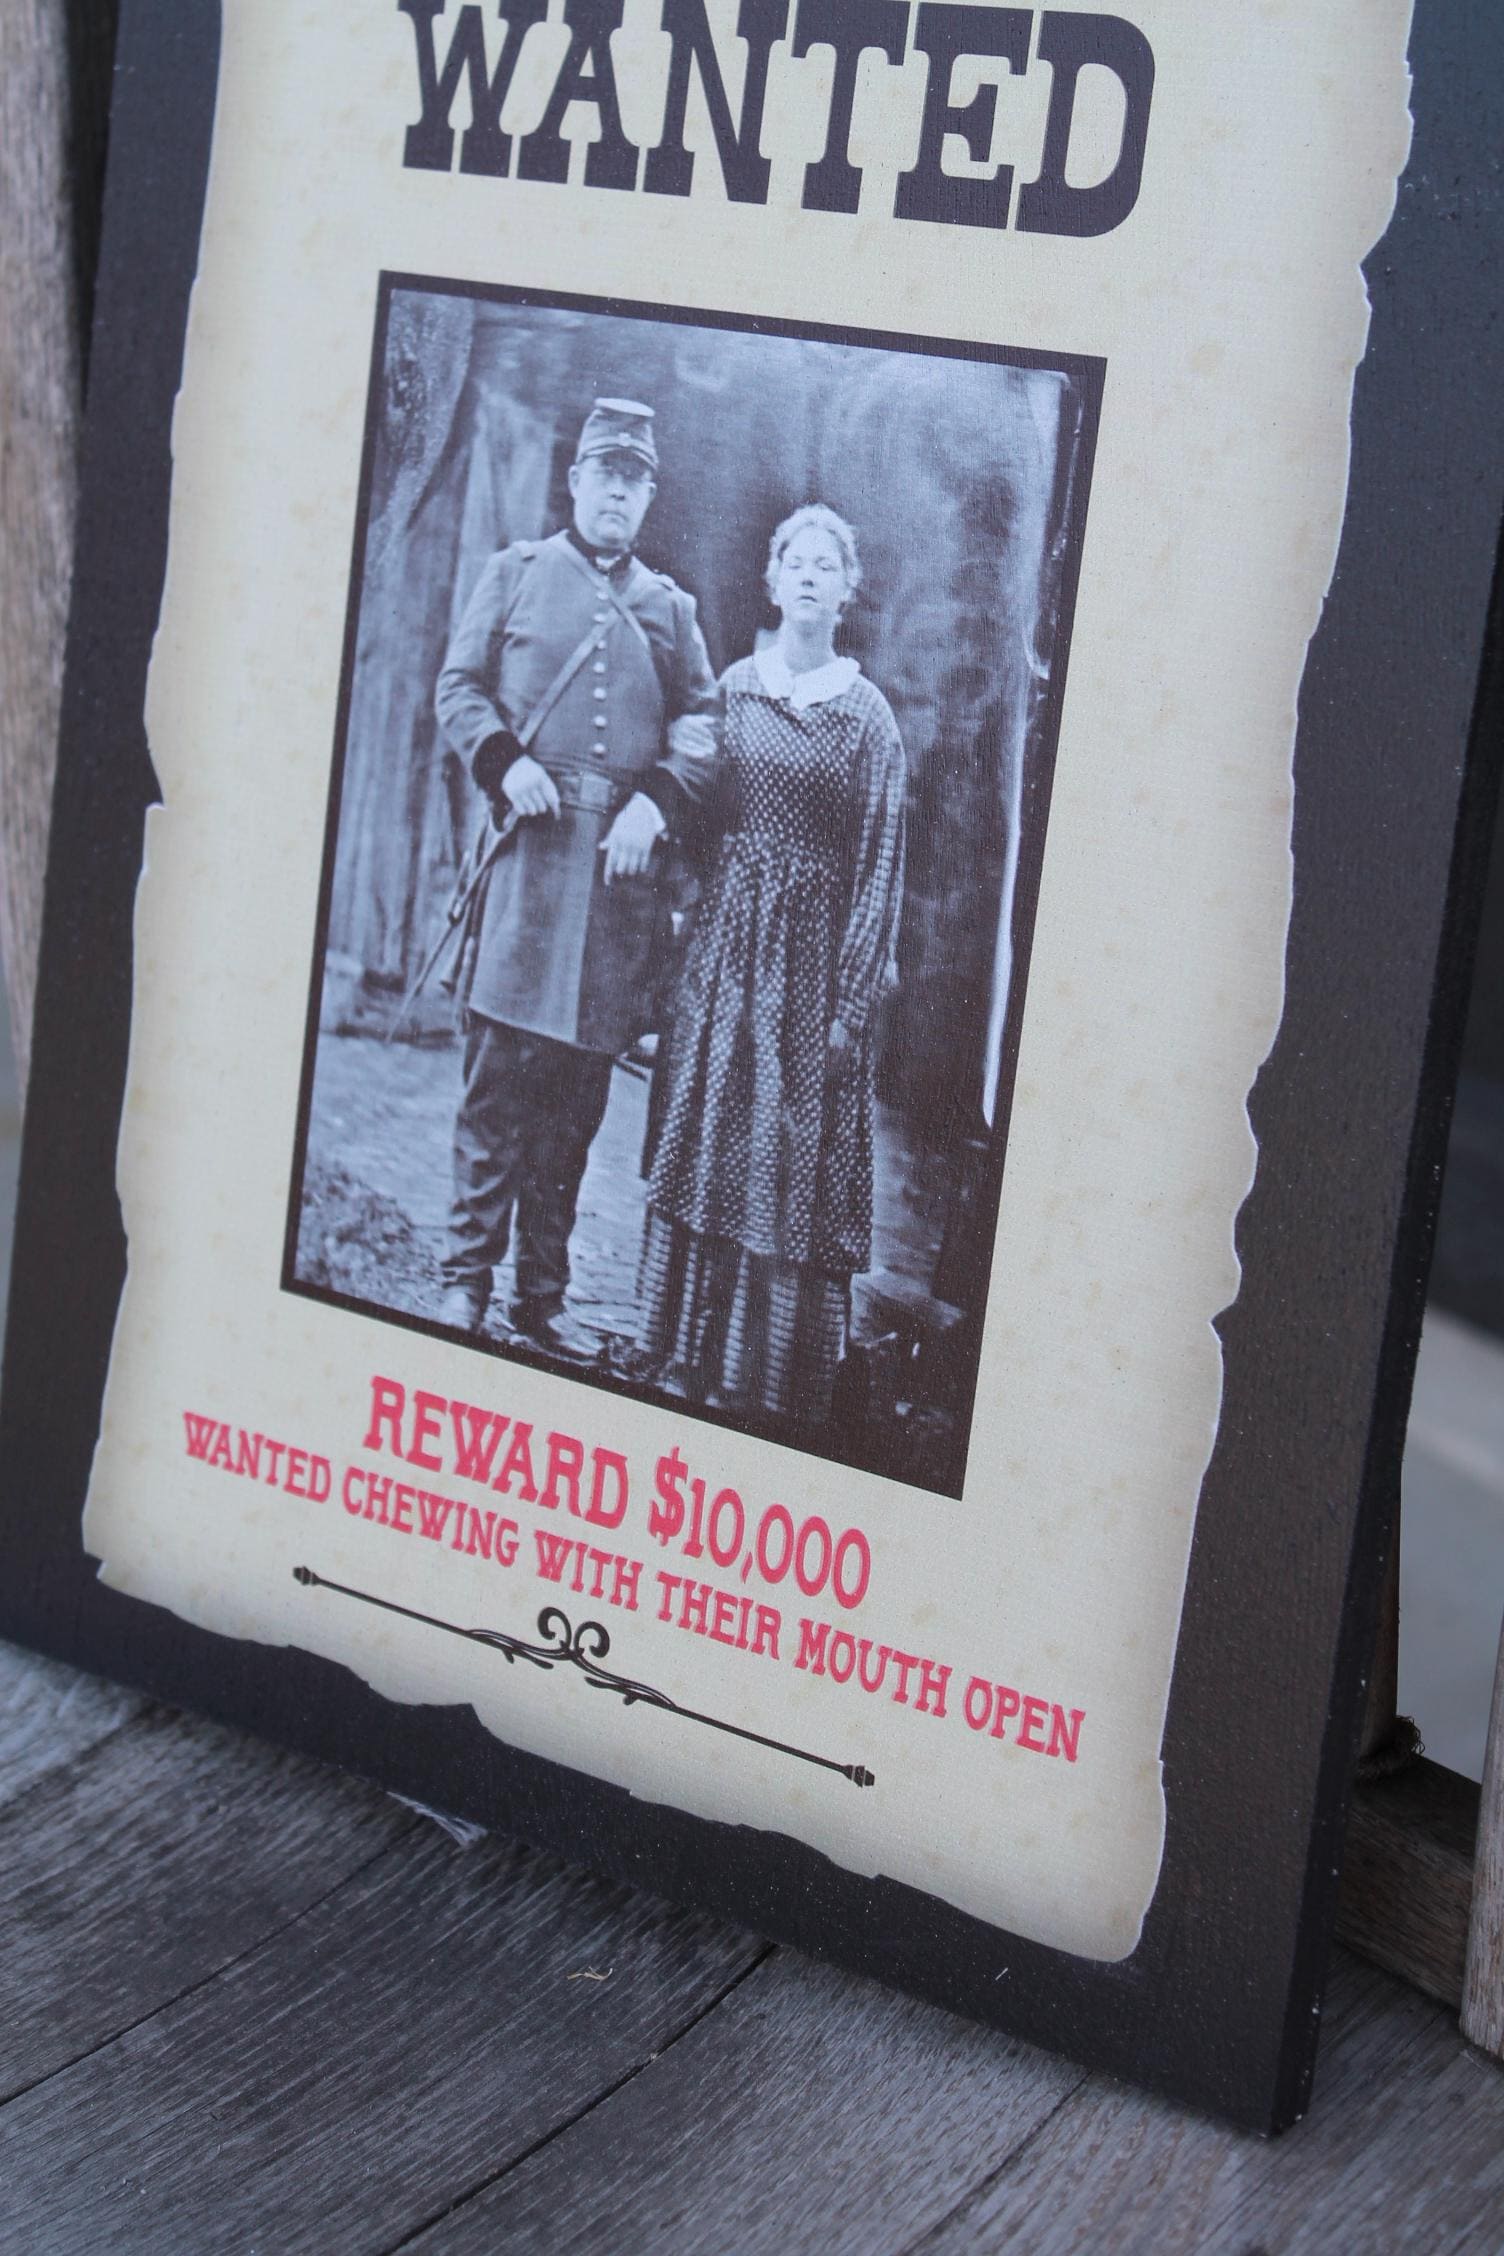 WANTED
REWARD $10,000
WANTED CHEWING WITH THEIR MOUTH OPEN